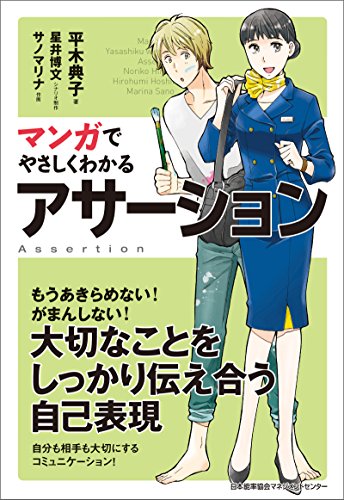 平木典子 著
星井博文 シナリオ制作
サノマリナ 作画
マンガで
やさしくわかる
アサーション
Assertion
もうあきらめない!
がまんしない!
大切なことを
しっかり伝え合う
自己表現
自分も相手も大切にする
コミュニケーション!
日本能率協会マネジメントセンター